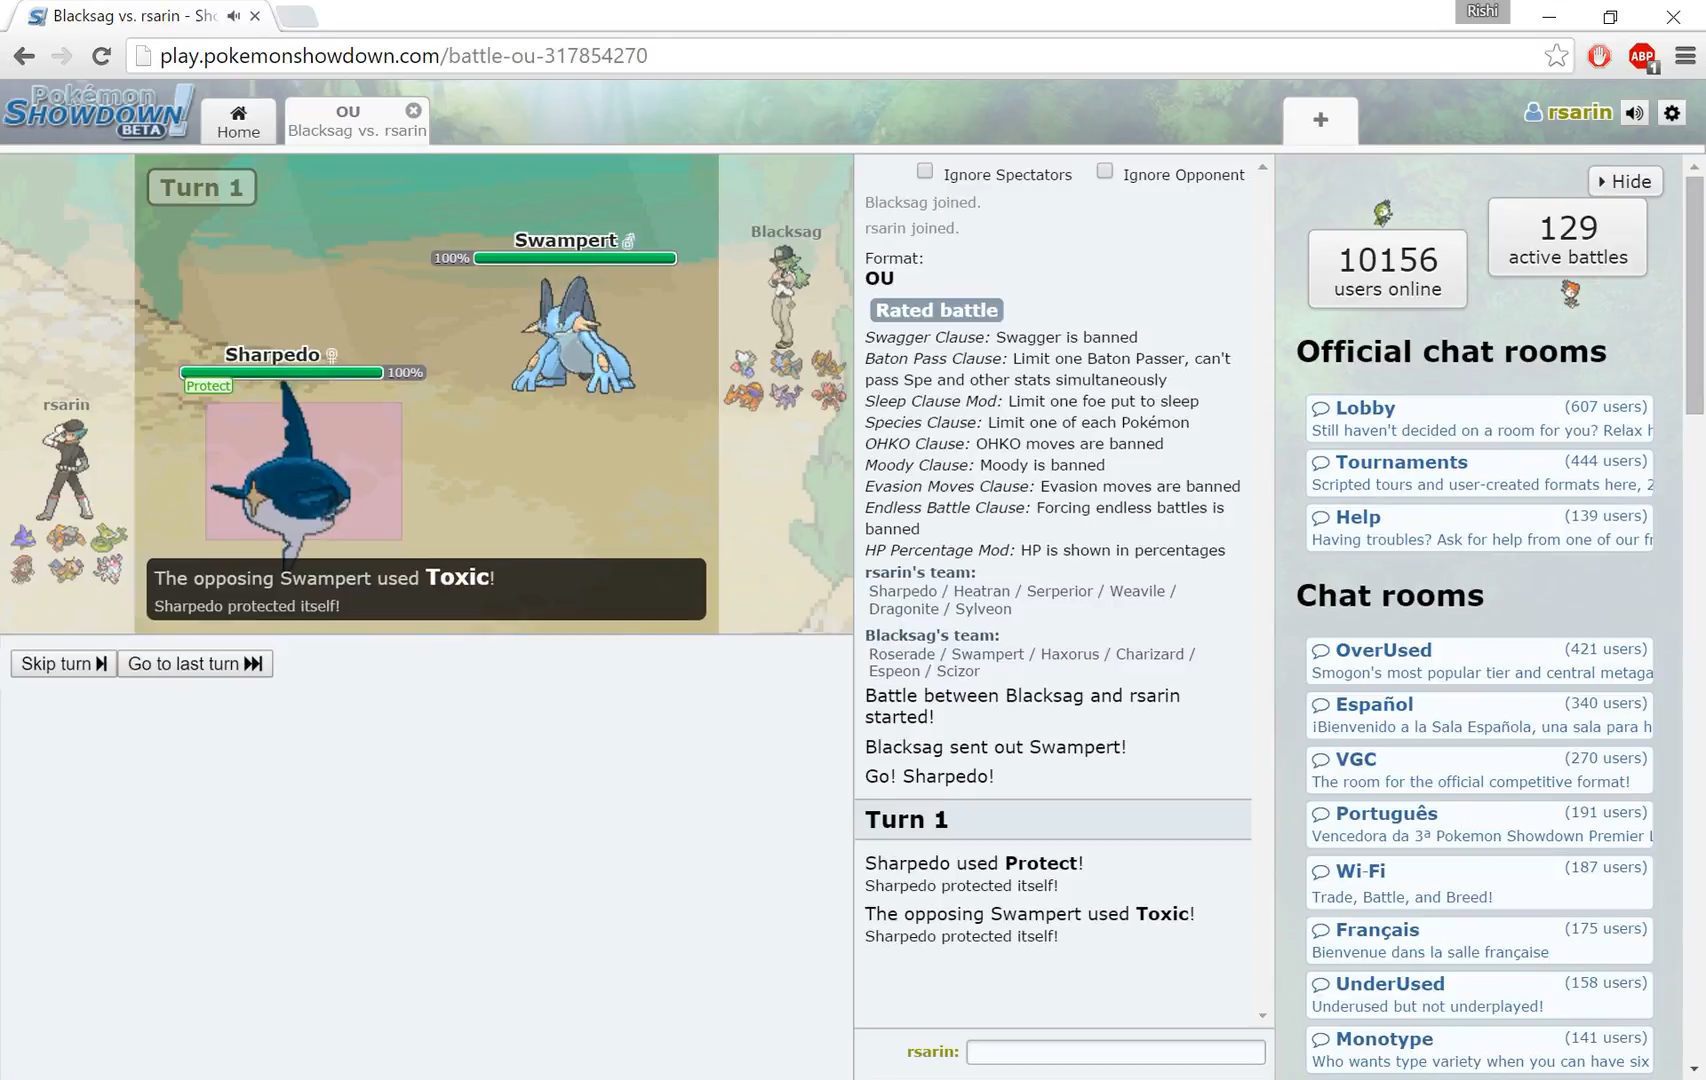 Blacksag vs. rsarin - Sho
Rishi
play.pokemonshowdown.com/battle-ou-317854270
ABP
1
Pokémon
SHOWDOWN!
BETA
Home
OU
Blacksag vs. rsarin
+
rsarin
Turn 1
Swampert
100%
Blacksag
Sharpedo
100%
Protect
rsarin
The opposing Swampert used Toxic!
Sharpedo protected itself!
Skip turn
Go to last turn
Ignore Spectators
Ignore Opponent
Blacksag joined.
rsarin joined.
Format:
OU
Rated battle
Swagger Clause: Swagger is banned
Baton Pass Clause: Limit one Baton Passer, can't
pass Spe and other stats simultaneously
Sleep Clause Mod: Limit one foe put to sleep
Species Clause: Limit one of each Pokémon
OHKO Clause: OHKO moves are banned
Moody Clause: Moody is banned
Evasion Moves Clause: Evasion moves are banned
Endless Battle Clause: Forcing endless battles is
banned
HP Percentage Mod: HP is shown in percentages
rsarin's team:
Sharpedo / Heatran / Serperior / Weavile /
Dragonite / Sylveon
Blacksag's team:
Roserade / Swampert / Haxorus / Charizard /
Espeon / Scizor
Battle between Blacksag and rsarin
started!
Blacksag sent out Swampert!
Go! Sharpedo!
Turn 1
Sharpedo used Protect!
Sharpedo protected itself!
The opposing Swampert used Toxic!
Sharpedo protected itself!
rsarin:
Hide
10156
users online
129
active battles
Official chat rooms
Lobby (607 users)
Still haven't decided on a room for you? Relax h
Tournaments (444 users)
Scripted tours and user-created formats here, 2
Help (139 users)
Having troubles? Ask for help from one of our fr
Chat rooms
OverUsed (421 users)
Smogon's most popular tier and central metaga
Español (340 users)
¡Bienvenido a la Sala Española, una sala para h
VGC (270 users)
The room for the official competitive format!
Português (191 users)
Vencedora da 3ª Pokemon Showdown Premier L
Wi-Fi (187 users)
Trade, Battle, and Breed!
Français (175 users)
Bienvenue dans la salle française
UnderUsed (158 users)
Underused but not underplayed!
Monotype (141 users)
Who wants type variety when you can have six